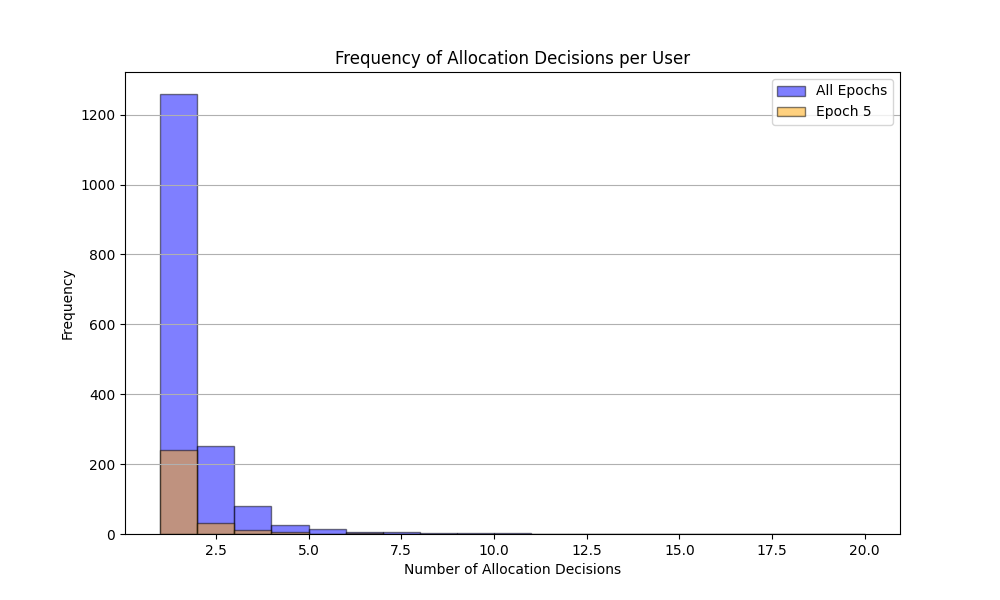 Frequency of Allocation Decisions per User
All Epochs
Epoch 5
1200
1000
800
600
400
200
0
Frequency
2.5 5.0 7.5 10.0 12.5 15.0 17.5 20.0
Number of Allocation Decisions